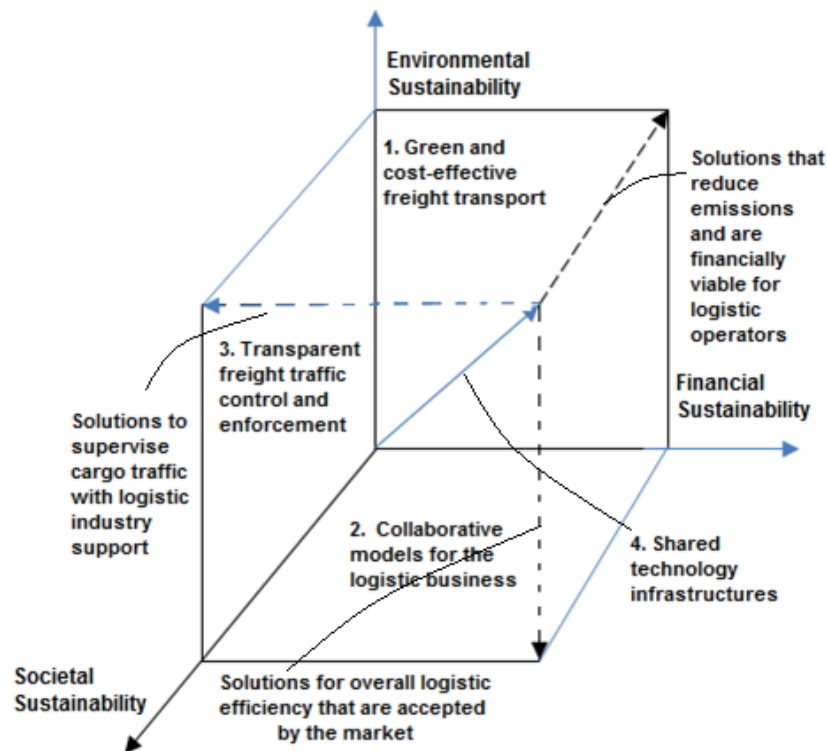 Environmental
Sustainability
1. Green and
cost-effective
freight transport
Solutions that
reduce
emissions
and are
financially
viable for
logistic
operators
3. Transparent
freight traffic
control and
enforcement
Financial
Sustainability
Solutions to
supervise
cargo traffic
with logistic
industry
support
2. Collaborative
models for the
logistic business
4. Shared
technology
infrastructures
Societal
Sustainability
Solutions for overall logistic
efficiency that are accepted
by the market